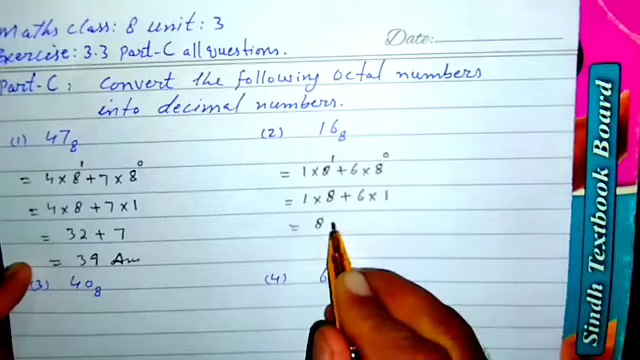 Maths class: 8 unit: 3
Exercise: 3.3 Part-C all questions.
Date:
Part-C: Convert the following octal numbers
into decimal numbers.
(1) 47₈
= 4×8¹+7×8⁰
= 4×8+7×1
= 32+7
= 39 Ans
(2) 16₈
= 1×8¹+6×8⁰
= 1×8+6×1
= 8
(3) 40₈
(4) 6
Sindh Textbook Board